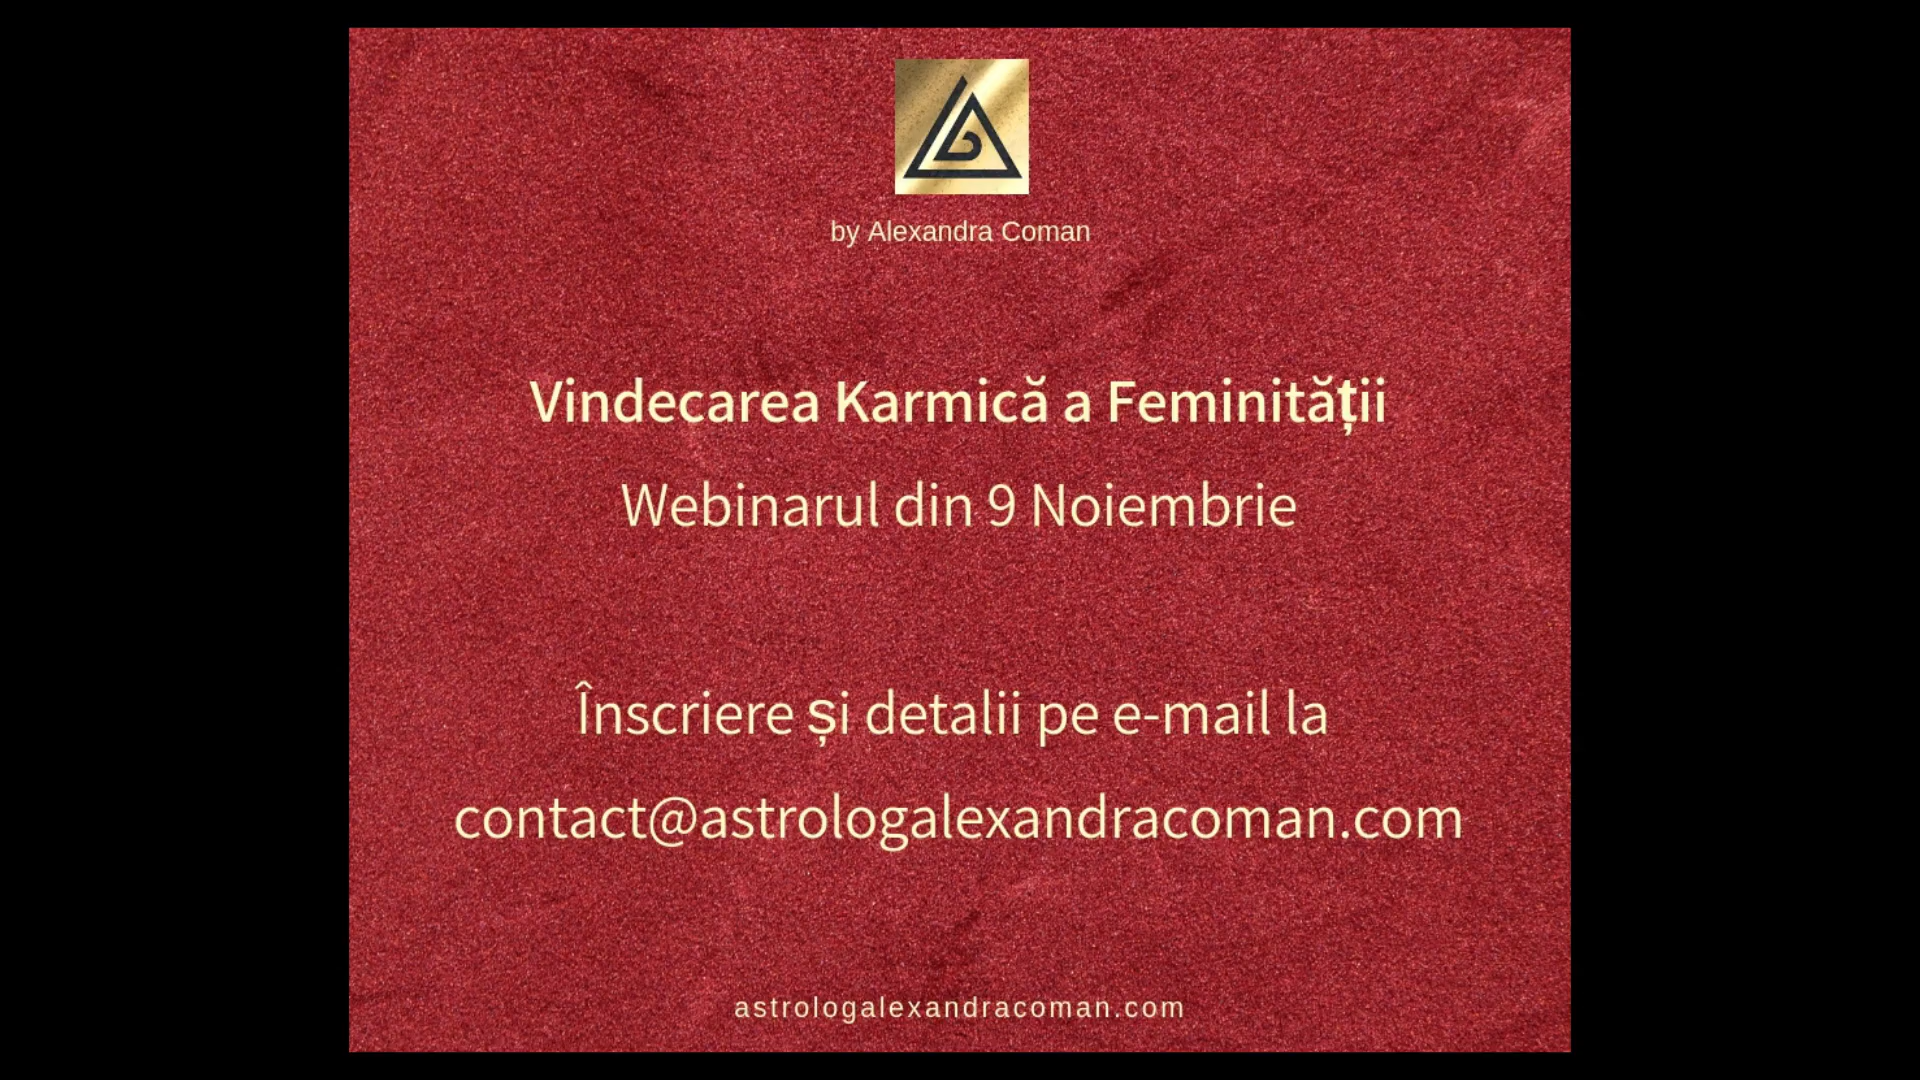 by Alexandra Coman
Vindecarea Karmică a Feminității
Webinarul din 9 Noiembrie
Înscriere și detalii pe e-mail la
contact@astrologalexandracoman.com
astrologalexandracoman.com